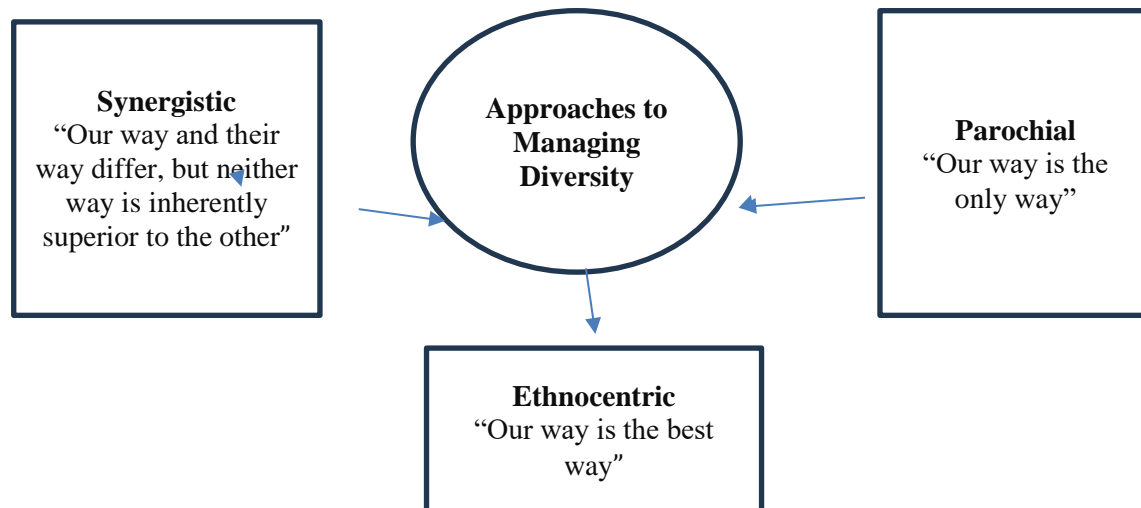 Synergistic
“Our way and their
way differ, but neither
way is inherently
superior to the other”
Approaches to
Managing
Diversity
Parochial
“Our way is the
only way”
Ethnocentric
“Our way is the best
way”